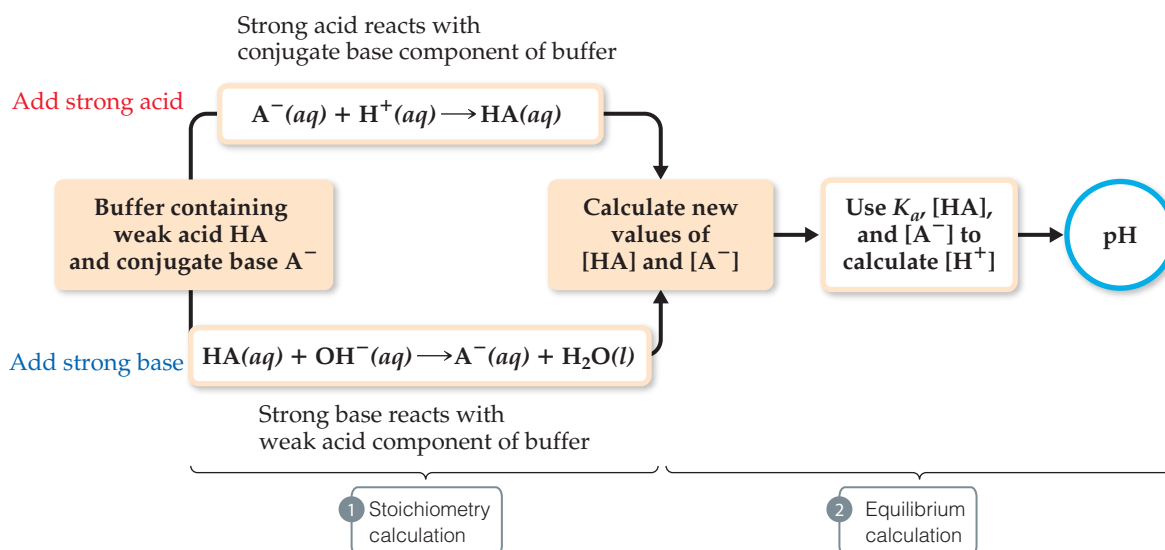 Strong acid reacts with
conjugate base component of buffer
Add strong acid
A⁻(aq) + H⁺(aq) ⟶ HA(aq)
Buffer containing
weak acid HA
and conjugate base A⁻
Calculate new
values of
[HA] and [A⁻]
Use Kₐ, [HA],
and [A⁻] to
calculate [H⁺]
pH
Add strong base
HA(aq) + OH⁻(aq) ⟶ A⁻(aq) + H₂O(l)
Strong base reacts with
weak acid component of buffer
1 Stoichiometry
calculation
2 Equilibrium
calculation